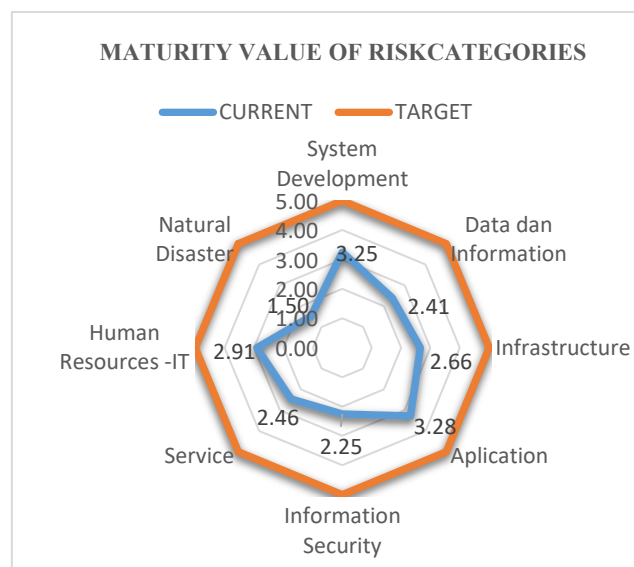 MATURITY VALUE OF RISKCATEGORIES
CURRENT TARGET
System
Development
Data dan
Information
Infrastructure
Aplication
Information
Security
Service
Human
Resources -IT
Natural
Disaster
5.00
4.00
3.00
2.00
1.00
0.00
3.25
2.41
2.66
3.28
2.25
2.46
2.91
1.50